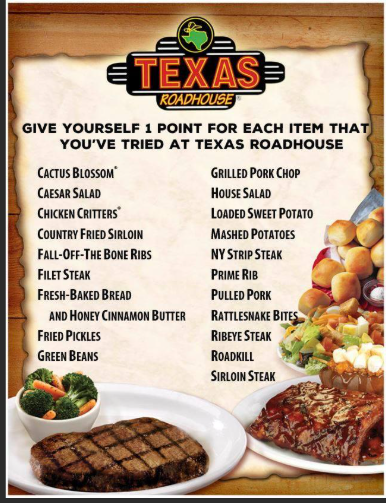 TEXAS
ROADHOUSE®
GIVE YOURSELF 1 POINT FOR EACH ITEM THAT
YOU'VE TRIED AT TEXAS ROADHOUSE
CACTUS BLOSSOM®
CAESAR SALAD
CHICKEN CRITTERS®
COUNTRY FRIED SIRLOIN
FALL-OFF-THE BONE RIBS
FILET STEAK
FRESH-BAKED BREAD
AND HONEY CINNAMON BUTTER
FRIED PICKLES
GREEN BEANS
GRILLED PORK CHOP
HOUSE SALAD
LOADED SWEET POTATO
MASHED POTATOES
NY STRIP STEAK
PRIME RIB
PULLED PORK
RATTLESNAKE BITES
RIBEYE STEAK
ROADKILL
SIRLOIN STEAK